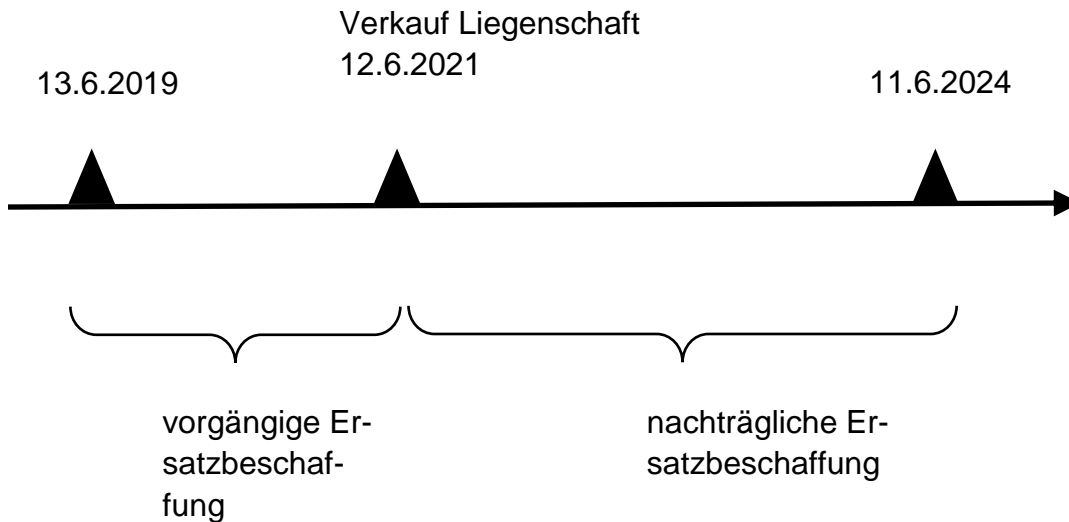 Verkauf Liegenschaft
12.6.2021
13.6.2019
11.6.2024
vorgängige Er-
satzbeschaf-
fung
nachträgliche Er-
satzbeschaffung